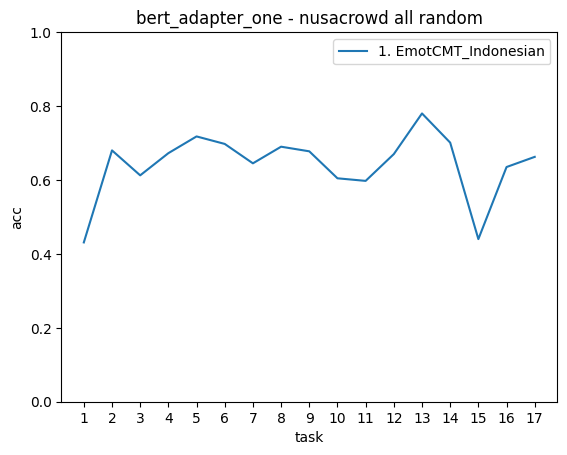 bert_adapter_one - nusacrowd all random
1. EmotCMT_Indonesian
1.0
0.8
0.6
0.4
0.2
0.0
acc
1 2 3 4 5 6 7 8 9 10 11 12 13 14 15 16 17
task